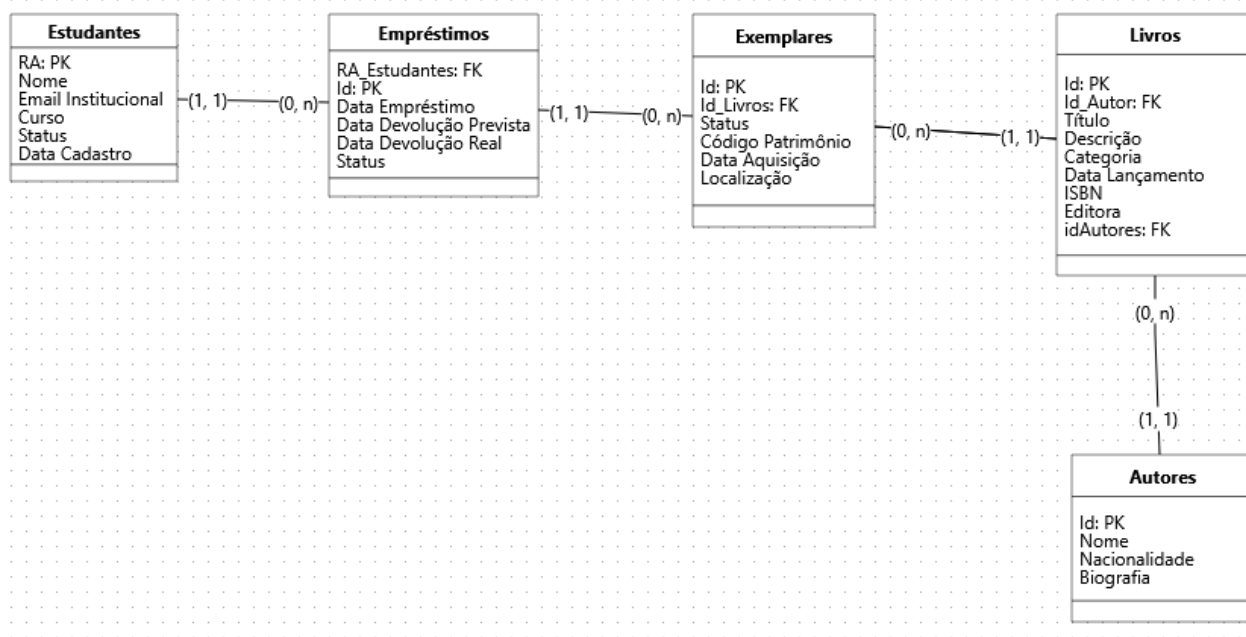 Estudantes
RA: PK
Nome
Email Institucional
Curso
Status
Data Cadastro
(1, 1)
(0, n)
Empréstimos
RA_Estudantes: FK
Id: PK
Data Empréstimo
Data Devolução Prevista
Data Devolução Real
Status
(1, 1)
(0, n)
Exemplares
Id: PK
Id_Livros: FK
Status
Código Patrimônio
Data Aquisição
Localização
(0, n)
(1, 1)
Livros
Id: PK
Id_Autor: FK
Título
Descrição
Categoria
Data Lançamento
ISBN
Editora
idAutores: FK
(0, n)
(1, 1)
Autores
Id: PK
Nome
Nacionalidade
Biografia